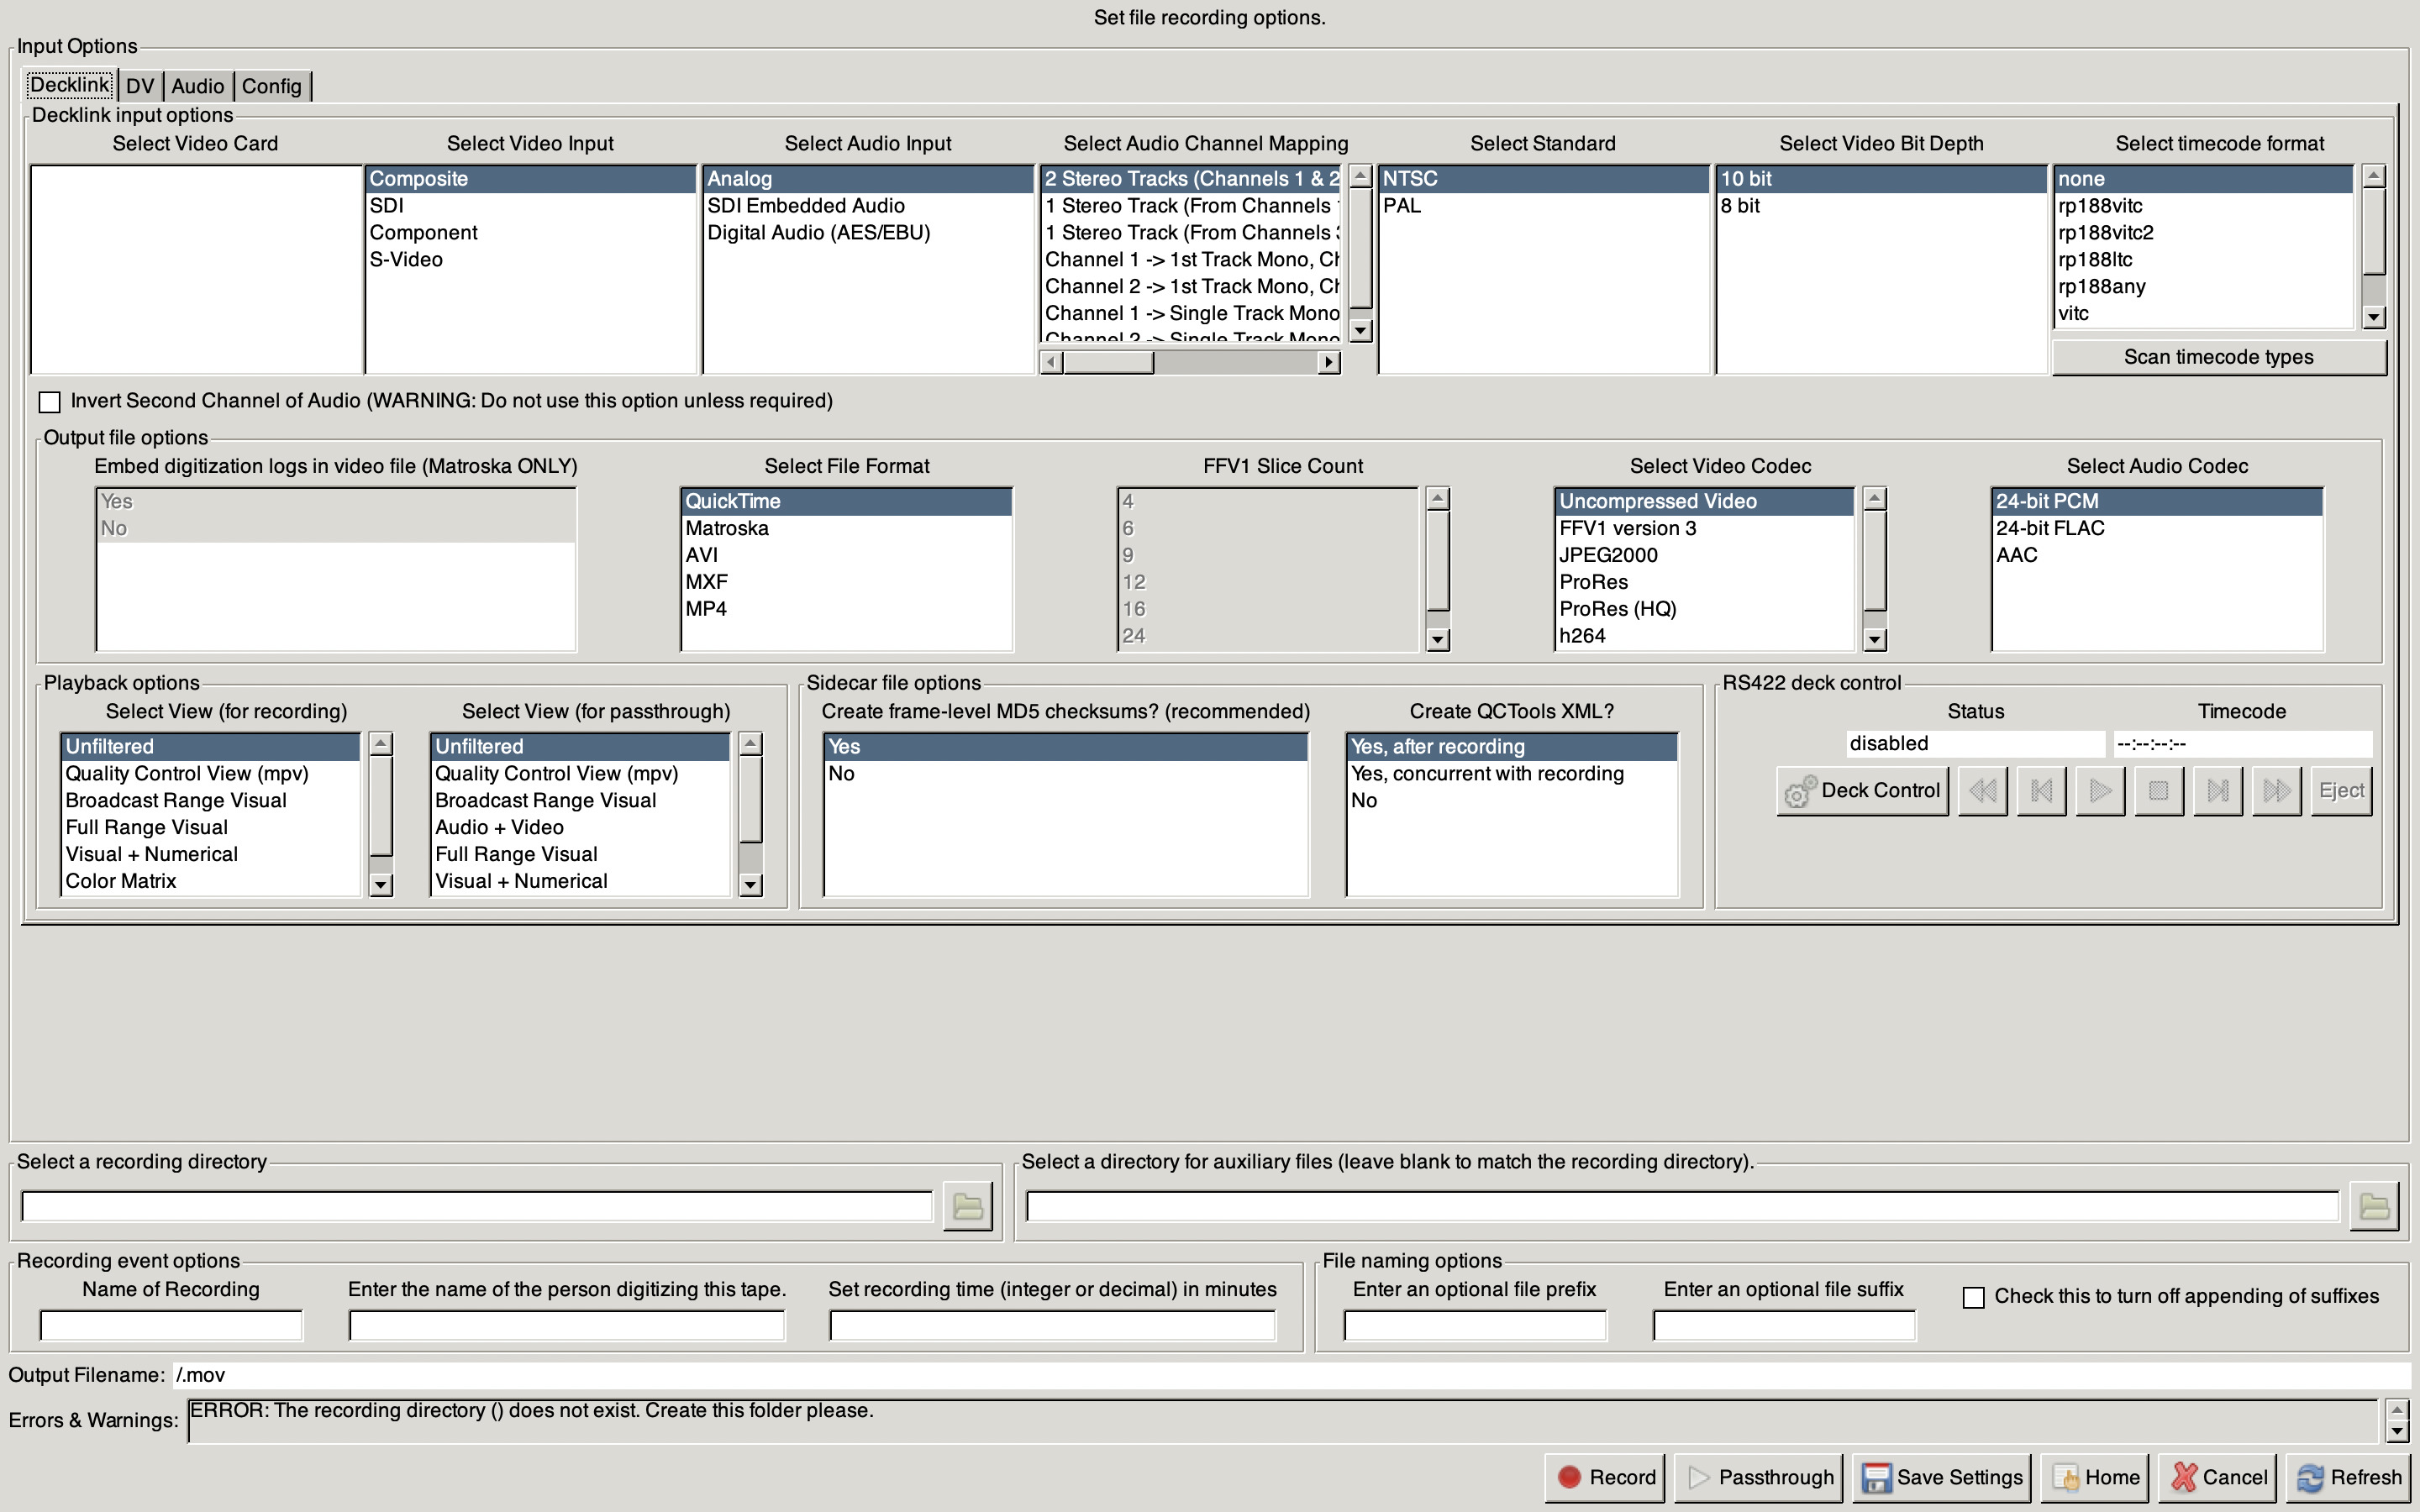 Set file recording options.
Input Options
Decklink DV Audio Config
Decklink input options
Select Video Card
Select Video Input
Composite
SDI
Component
S-Video
Select Audio Input
Analog
SDI Embedded Audio
Digital Audio (AES/EBU)
Select Audio Channel Mapping
2 Stereo Tracks (Channels 1 & 2
1 Stereo Track (From Channels
1 Stereo Track (From Channels
Channel 1 -> 1st Track Mono, Ch
Channel 2 -> 1st Track Mono, Ch
Channel 1 -> Single Track Mono
Channel 2 -> Single Track Mono
Select Standard
NTSC
PAL
Select Video Bit Depth
10 bit
8 bit
Select timecode format
none
rp188vitc
rp188vitc2
rp188ltc
rp188any
vitc
Scan timecode types
Invert Second Channel of Audio (WARNING: Do not use this option unless required)
Output file options
Embed digitization logs in video file (Matroska ONLY)
Yes
No
Select File Format
QuickTime
Matroska
AVI
MXF
MP4
FFV1 Slice Count
4
6
9
12
16
24
Select Video Codec
Uncompressed Video
FFV1 version 3
JPEG2000
ProRes
ProRes (HQ)
h264
Select Audio Codec
24-bit PCM
24-bit FLAC
AAC
Playback options
Select View (for recording)
Unfiltered
Quality Control View (mpv)
Broadcast Range Visual
Full Range Visual
Visual + Numerical
Color Matrix
Select View (for passthrough)
Unfiltered
Quality Control View (mpv)
Broadcast Range Visual
Audio + Video
Full Range Visual
Visual + Numerical
Sidecar file options
Create frame-level MD5 checksums? (recommended)
Yes
No
Create QCTools XML?
Yes, after recording
Yes, concurrent with recording
No
RS422 deck control
Status
disabled
Timecode
--:--:--:--
Deck Control
Eject
Select a recording directory
Select a directory for auxiliary files (leave blank to match the recording directory).
Recording event options
Name of Recording
Enter the name of the person digitizing this tape.
Set recording time (integer or decimal) in minutes
File naming options
Enter an optional file prefix
Enter an optional file suffix
Check this to turn off appending of suffixes
Output Filename: /.mov
Errors & Warnings: ERROR: The recording directory () does not exist. Create this folder please.
Record Passthrough Save Settings Home Cancel Refresh